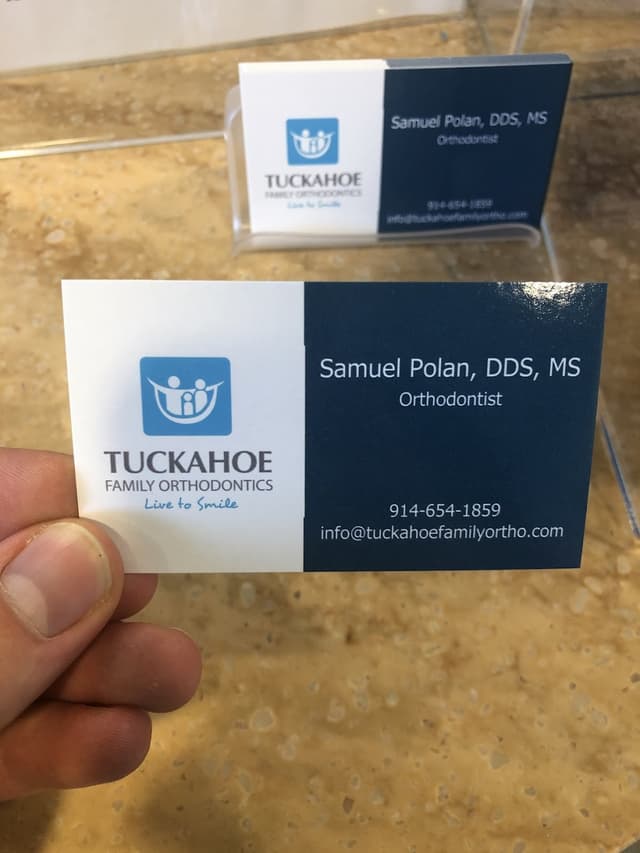 TUCKAHOE
FAMILY ORTHODONTICS
Live to Smile
Samuel Polan, DDS, MS
Orthodontist
914-654-1859
info@tuckahoefamilyortho.com
TUCKAHOE
FAMILY ORTHODONTICS
Live to Smile
Samuel Polan, DDS, MS
Orthodontist
914-654-1859
info@tuckahoefamilyortho.com